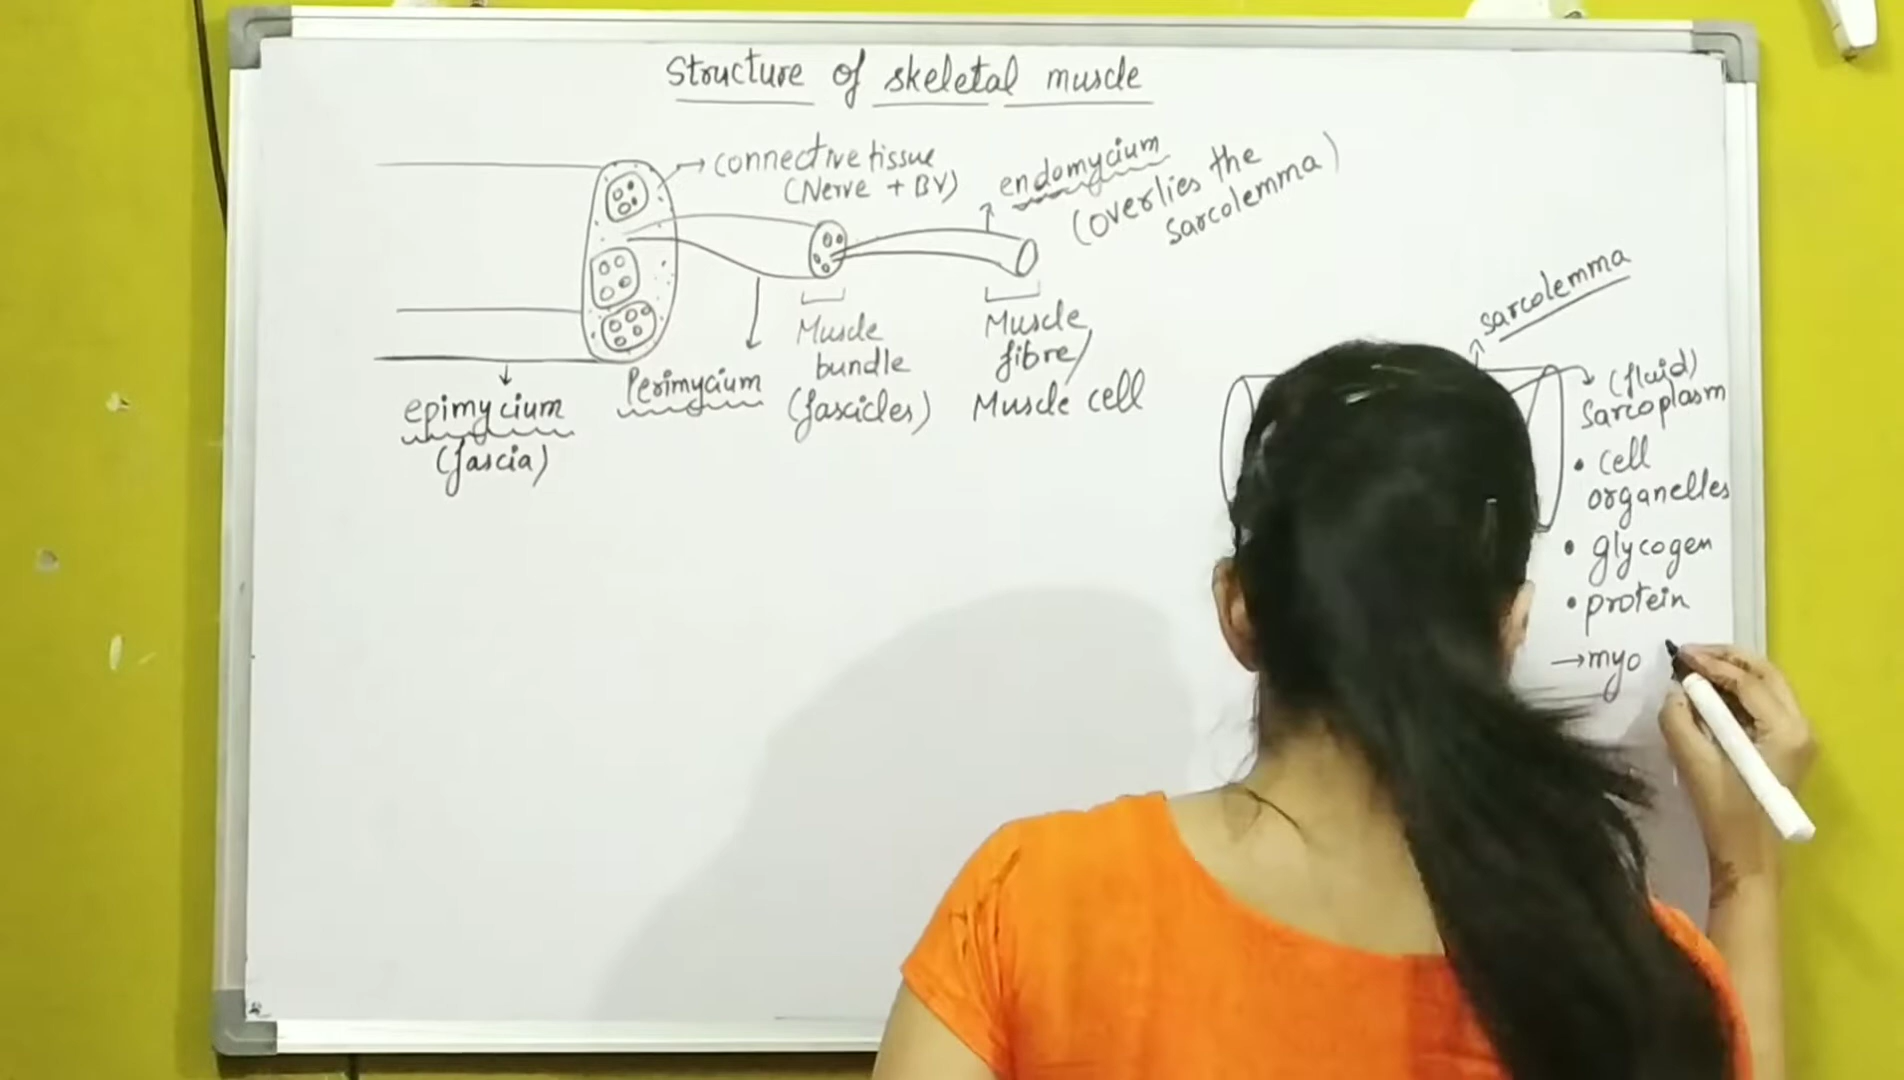 Structure of skeletal muscle
connective tissue
(Nerve + BV)
endomycium
(overlies the
sarcolemma)
Muscle
bundle
(fascicles)
Muscle
fibre/
Muscle cell
Perimycium
epimycium
(fascia)
sarcolemma
(fluid)
Sarcoplasm
• cell
organelles
• glycogen
• protein
→ myo